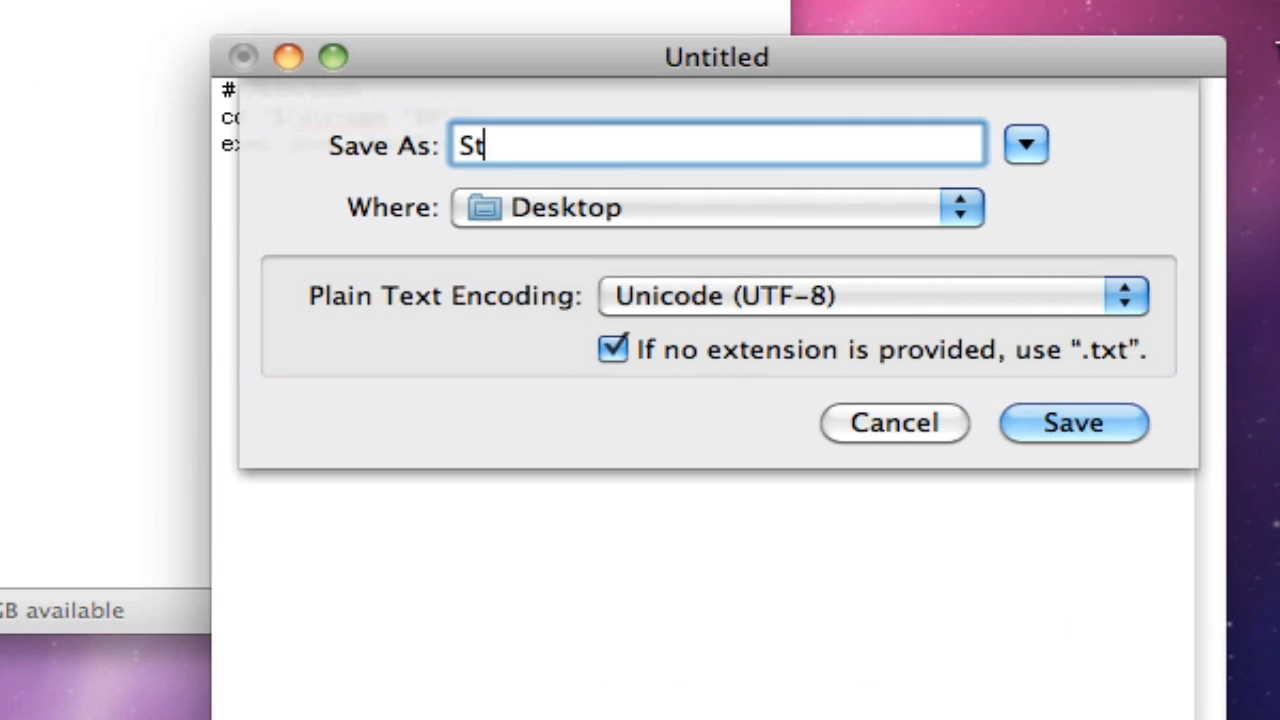 Untitled
#
Save As: St
Where: Desktop
Plain Text Encoding: Unicode (UTF-8)
If no extension is provided, use “.txt”.
Cancel Save
GB available